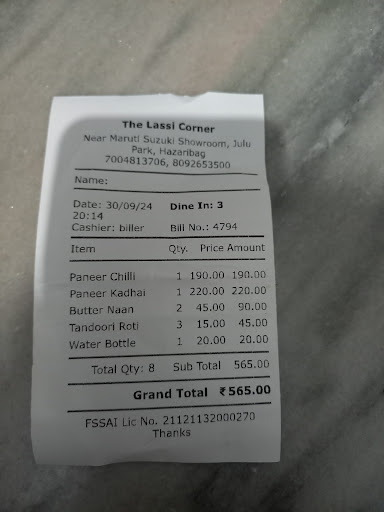 The Lassi Corner
Near Maruti Suzuki Showroom, Julu
Park, Hazaribag
7004813706, 8092653500
Name:
Date: 30/09/24 Dine In: 3
20:14
Cashier: biller Bill No.: 4794
Item Qty. Price Amount
Paneer Chilli 1 190.00 190.00
Paneer Kadhai 1 220.00 220.00
Butter Naan 2 45.00 90.00
Tandoori Roti 3 15.00 45.00
Water Bottle 1 20.00 20.00
Total Qty: 8 Sub Total 565.00
Grand Total ₹565.00
FSSAI Lic No. 21121132000270
Thanks